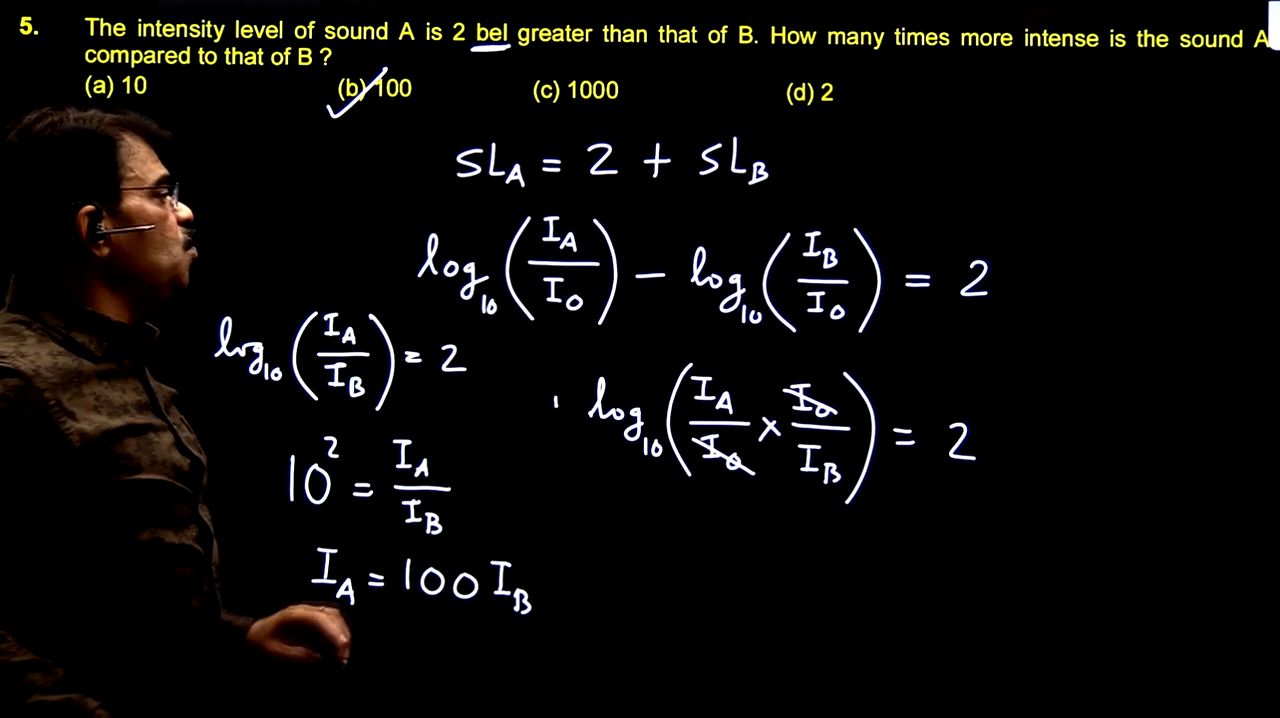 5. The intensity level of sound A is 2 bel greater than that of B. How many times more intense is the sound A
compared to that of B ?
(a) 10 (b) 100 (c) 1000 (d) 2
SL_A = 2 + SL_B
log_10 (I_A / I_0) - log_10 (I_B / I_0) = 2
log_10 (I_A / I_0 × I_0 / I_B) = 2
log_10 (I_A / I_B) = 2
10^2 = I_A / I_B
I_A = 100 I_B